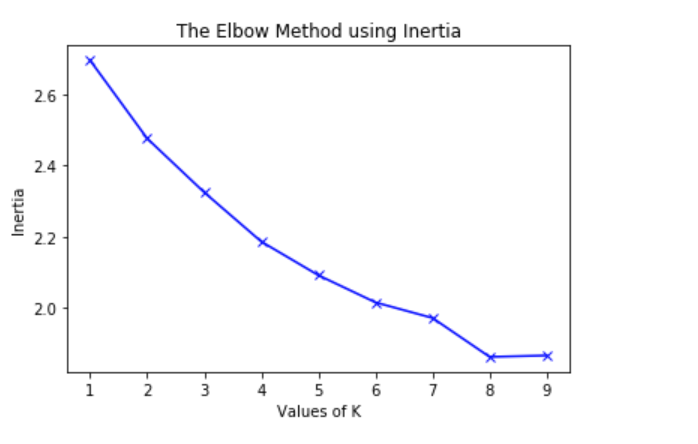 The Elbow Method using Inertia
2.6
2.4
2.2
2.0
Inertia
1 2 3 4 5 6 7 8 9
Values of K